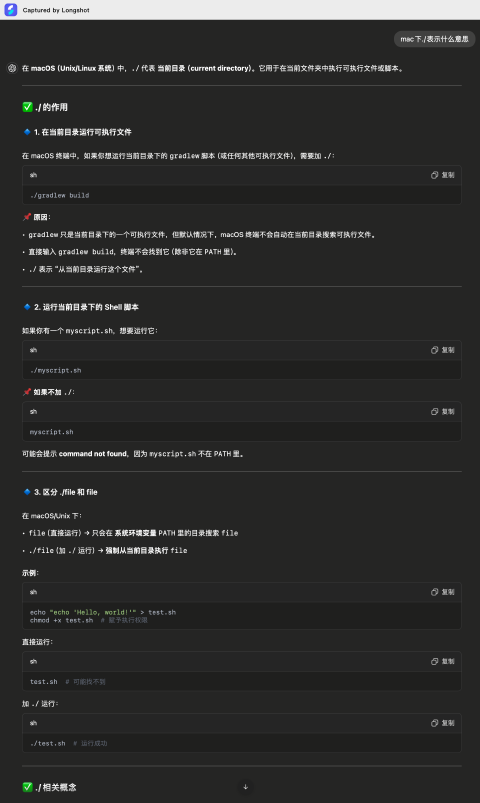 Captured by Longshot
mac下./表示什么意思
在 macOS (Unix/Linux 系统) 中，./ 代表 当前目录 (current directory)。它用于在当前文件夹中执行可执行文件或脚本。
✅ ./ 的作用
🔹 1. 在当前目录运行可执行文件
在 macOS 终端中，如果你想运行当前目录下的 gradlew 脚本 (或任何其他可执行文件)，需要加 ./：
sh 复制
./gradlew build
📌 原因：
• gradlew 只是当前目录下的一个可执行文件，但默认情况下，macOS 终端不会自动在当前目录搜索可执行文件。
• 直接输入 gradlew build，终端不会找到它 (除非它在 PATH 里)。
• ./ 表示 “从当前目录运行这个文件”。
🔹 2. 运行当前目录下的 Shell 脚本
如果你有一个 myscript.sh，想要运行它：
sh 复制
./myscript.sh
📌 如果不加 ./：
sh 复制
myscript.sh
可能会提示 command not found，因为 myscript.sh 不在 PATH 里。
🔹 3. 区分 ./file 和 file
在 macOS/Unix 下：
• file (直接运行) → 只会在 系统环境变量 PATH 里的目录搜索 file
• ./file (加 ./ 运行) → 强制从当前目录执行 file
示例：
sh 复制
echo "echo 'Hello, world!'" > test.sh
chmod +x test.sh # 赋予执行权限
直接运行：
sh 复制
test.sh # 可能找不到
加 ./ 运行：
sh 复制
./test.sh # 运行成功
✅ ./ 相关概念